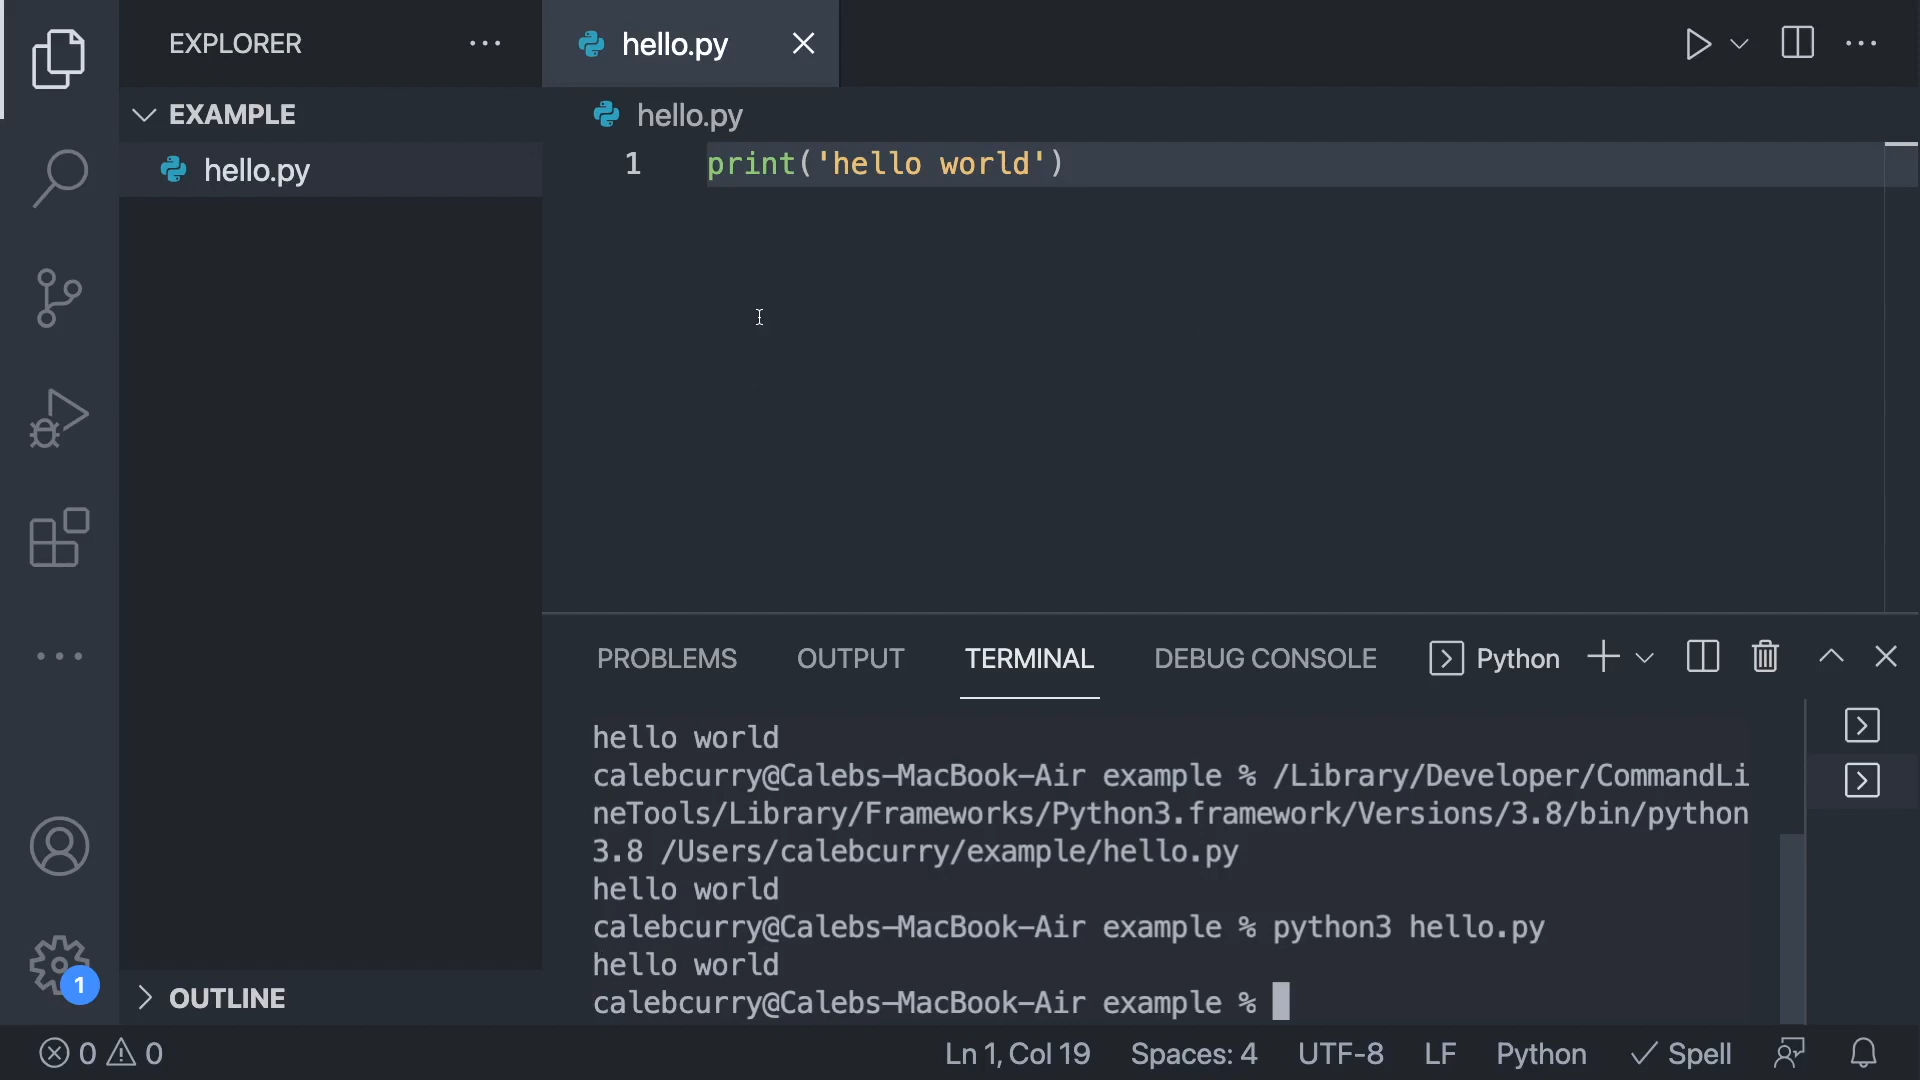 EXPLORER
hello.py
EXAMPLE
hello.py
hello.py
1 print('hello world')
PROBLEMS OUTPUT TERMINAL DEBUG CONSOLE Python
hello world
calebcurry@Calebs-MacBook-Air example % /Library/Developer/CommandLi
neTools/Library/Frameworks/Python3.framework/Versions/3.8/bin/python
3.8 /Users/calebcurry/example/hello.py
hello world
calebcurry@Calebs-MacBook-Air example % python3 hello.py
hello world
calebcurry@Calebs-MacBook-Air example %
1
OUTLINE
0 0 Ln 1, Col 19 Spaces: 4 UTF-8 LF Python Spell